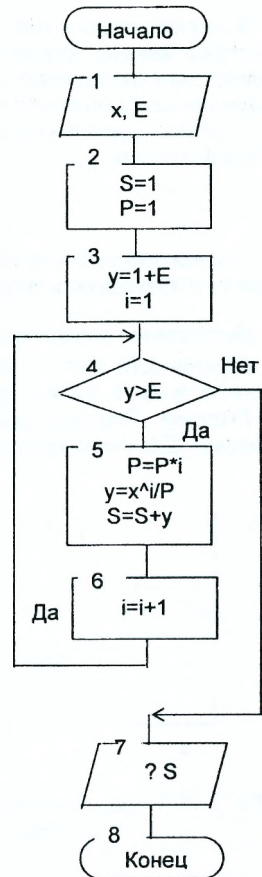 Начало
1
x, E
2
S=1
P=1
3
y=1+E
i=1
4
y>E
Нет
Да
5
P=P*i
y=x^i/P
S=S+y
6
Да
i=i+1
7
? S
8
Конец